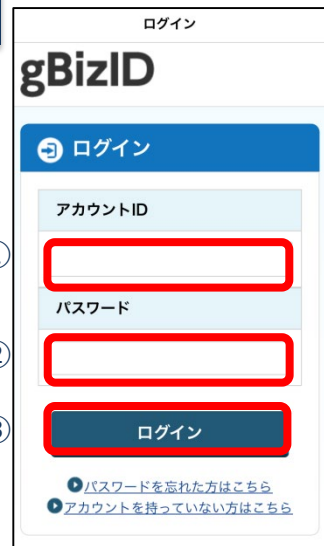 ログイン
gBizID
ログイン
アカウントID
パスワード
②
③
ログイン
パスワードを忘れた方はこちら
アカウントを持っていない方はこちら